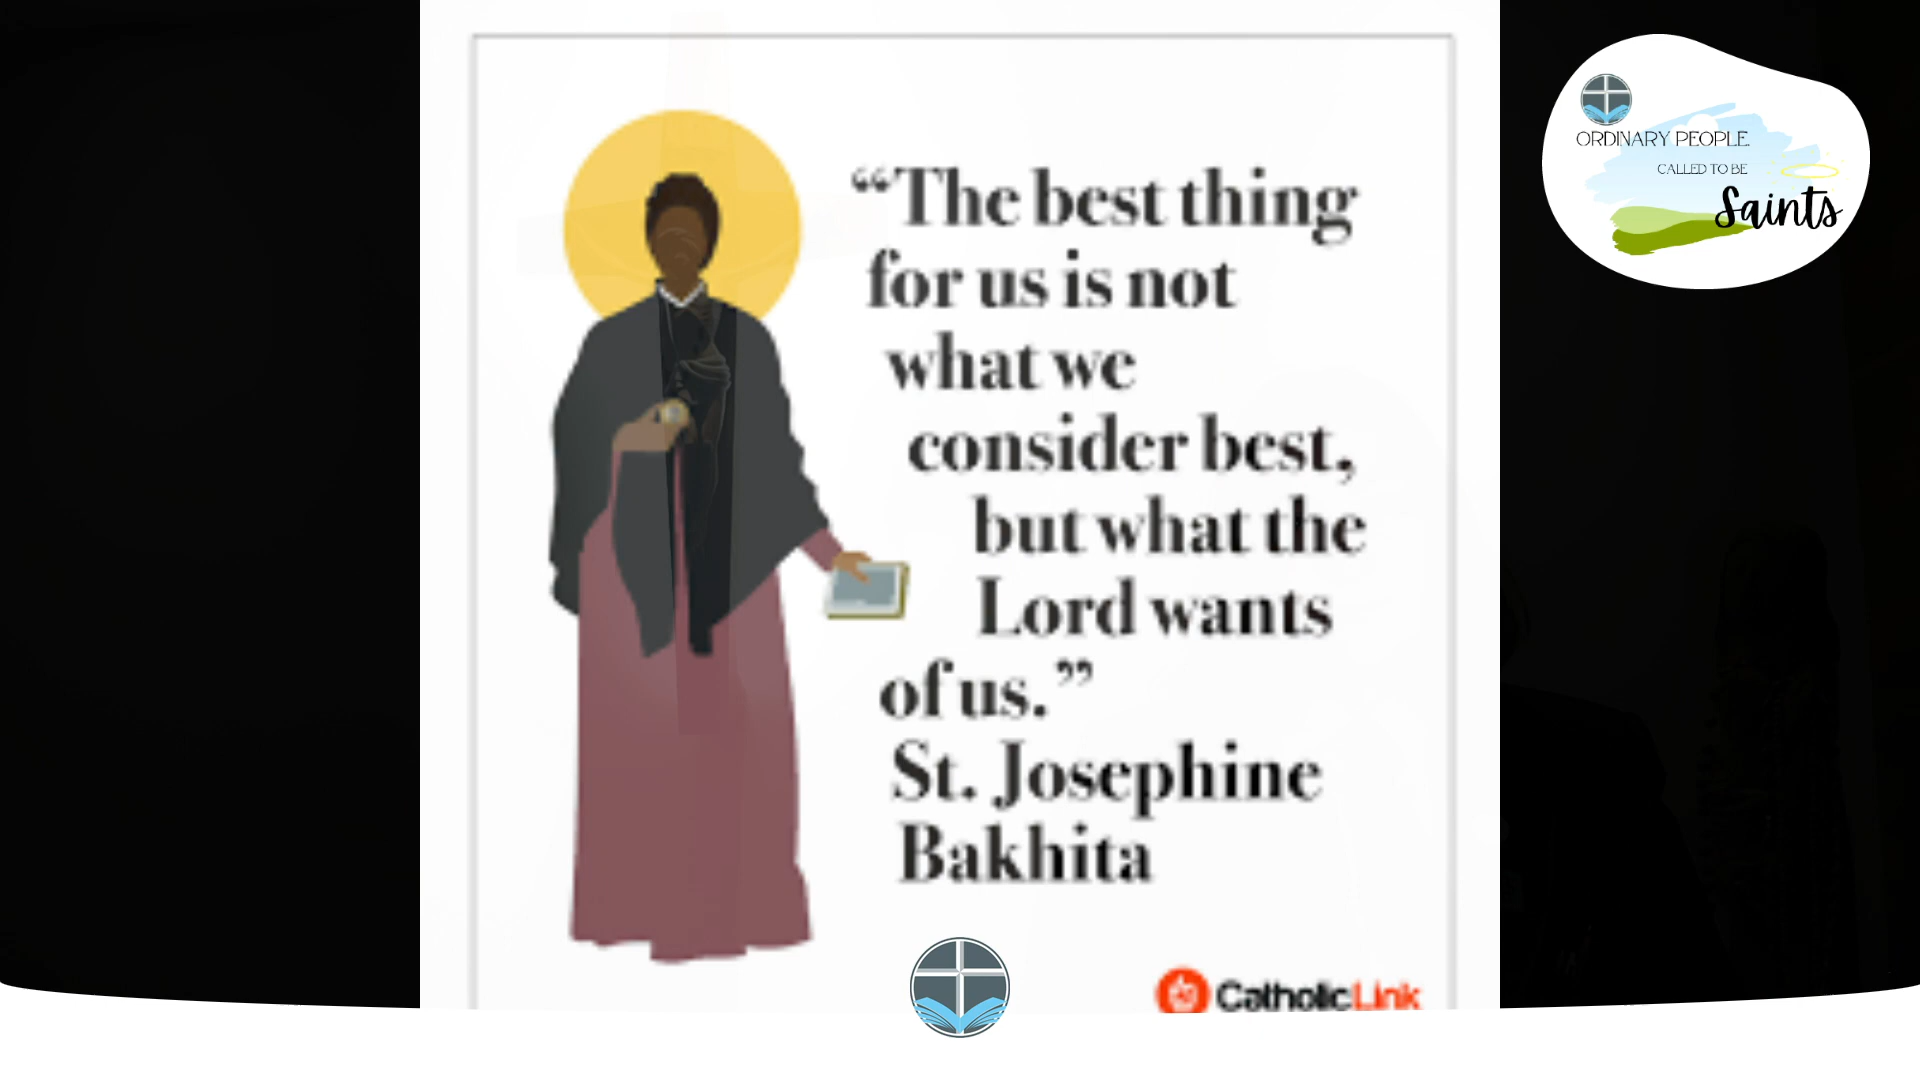 “The best thing
for us is not
what we
consider best,
but what the
Lord wants
of us.”
St. Josephine
Bakhita
CatholicLink
ORDINARY PEOPLE
CALLED TO BE
Saints